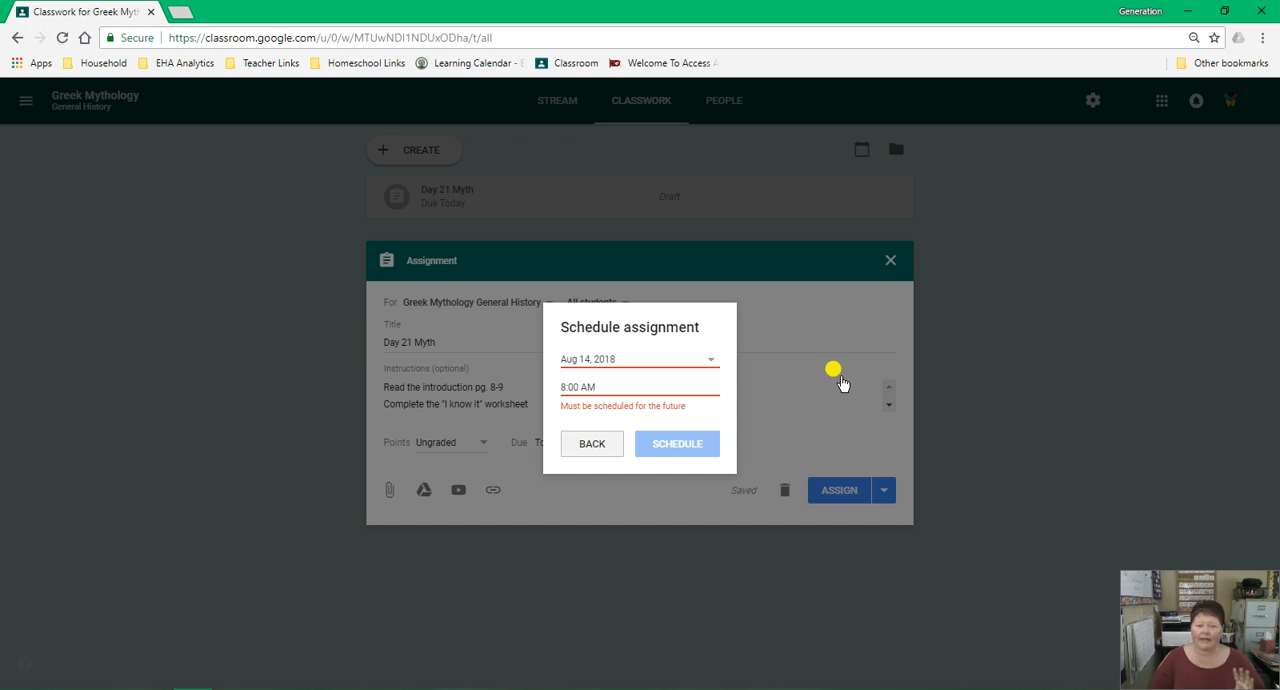 Classroom for Greek Myth
Generation
Secure
https://classroom.google.com/u/0/w/MTUwNDI1NDUxODha/t/all
Apps
Household
EHA Analytics
Teacher Links
Homeschool Links
Learning Calendar - E
Classroom
Welcome To Access A
Other bookmarks
Greek Mythology
General History
STREAM
CLASSWORK
PEOPLE
CREATE
Day 21 Myth
Due Today
Draft
Assignment
For Greek Mythology General History
All students
Title
Day 21 Myth
Instructions (optional)
Read the introduction pg. 8-9
Complete the "I know it" worksheet
Points Ungraded
Due To
Schedule assignment
Aug 14, 2018
8:00 AM
Must be scheduled for the future
BACK
SCHEDULE
Saved
ASSIGN